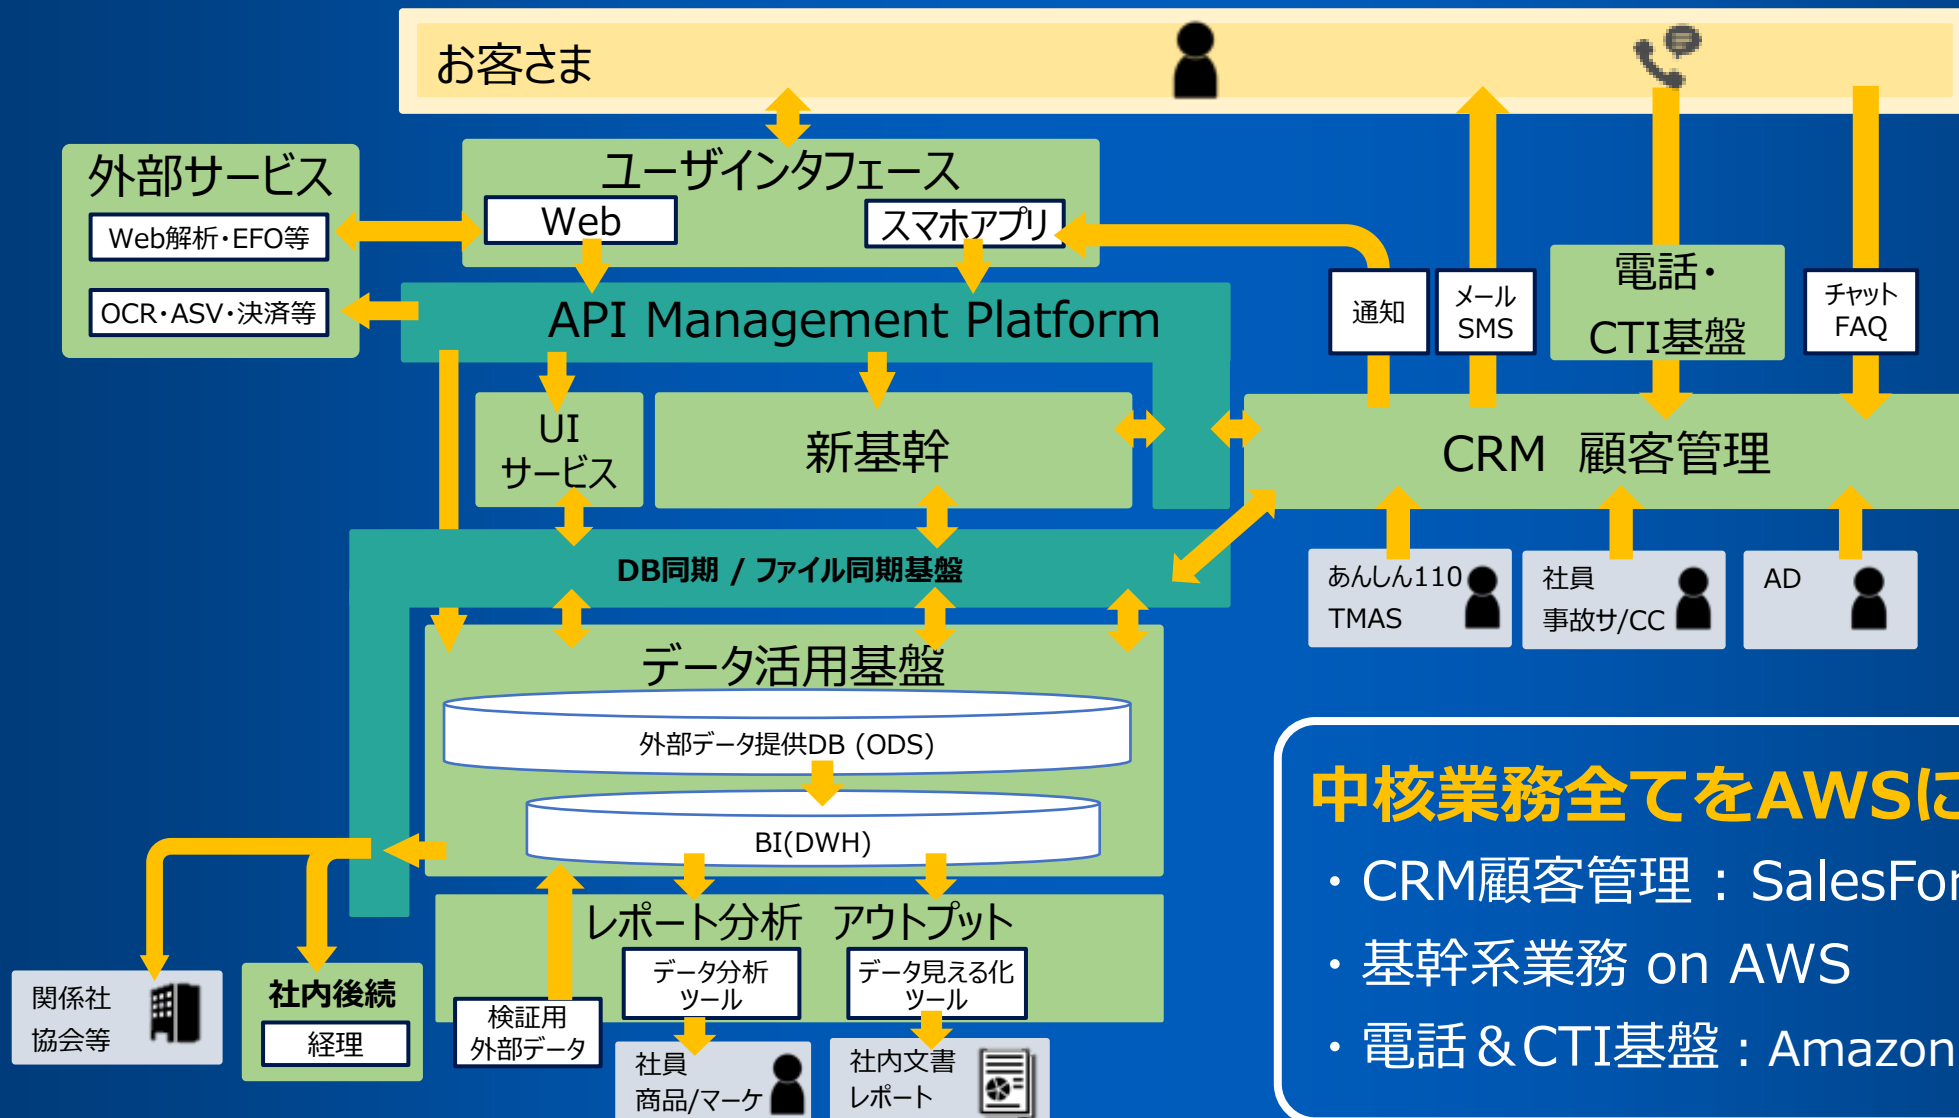 お客さま
外部サービス
Web解析・EFO等
OCR・ASV・決済等
ユーザインタフェース
Web
スマホアプリ
API Management Platform
通知
メール
SMS
電話・
CTI基盤
チャット
FAQ
UI
サービス
新基幹
CRM 顧客管理
DB同期 / ファイル同期基盤
あんしん110
TMAS
社員
事故サ/CC
AD
データ活用基盤
外部データ提供DB (ODS)
BI(DWH)
レポート分析 アウトプット
データ分析
ツール
データ見える化
ツール
検証用
外部データ
関係社
協会等
社内後続
経理
社員
商品/マーケ
社内文書
レポート
中核業務全てをAWSに
・CRM顧客管理：SalesFor
・基幹系業務 on AWS
・電話＆CTI基盤：Amazon